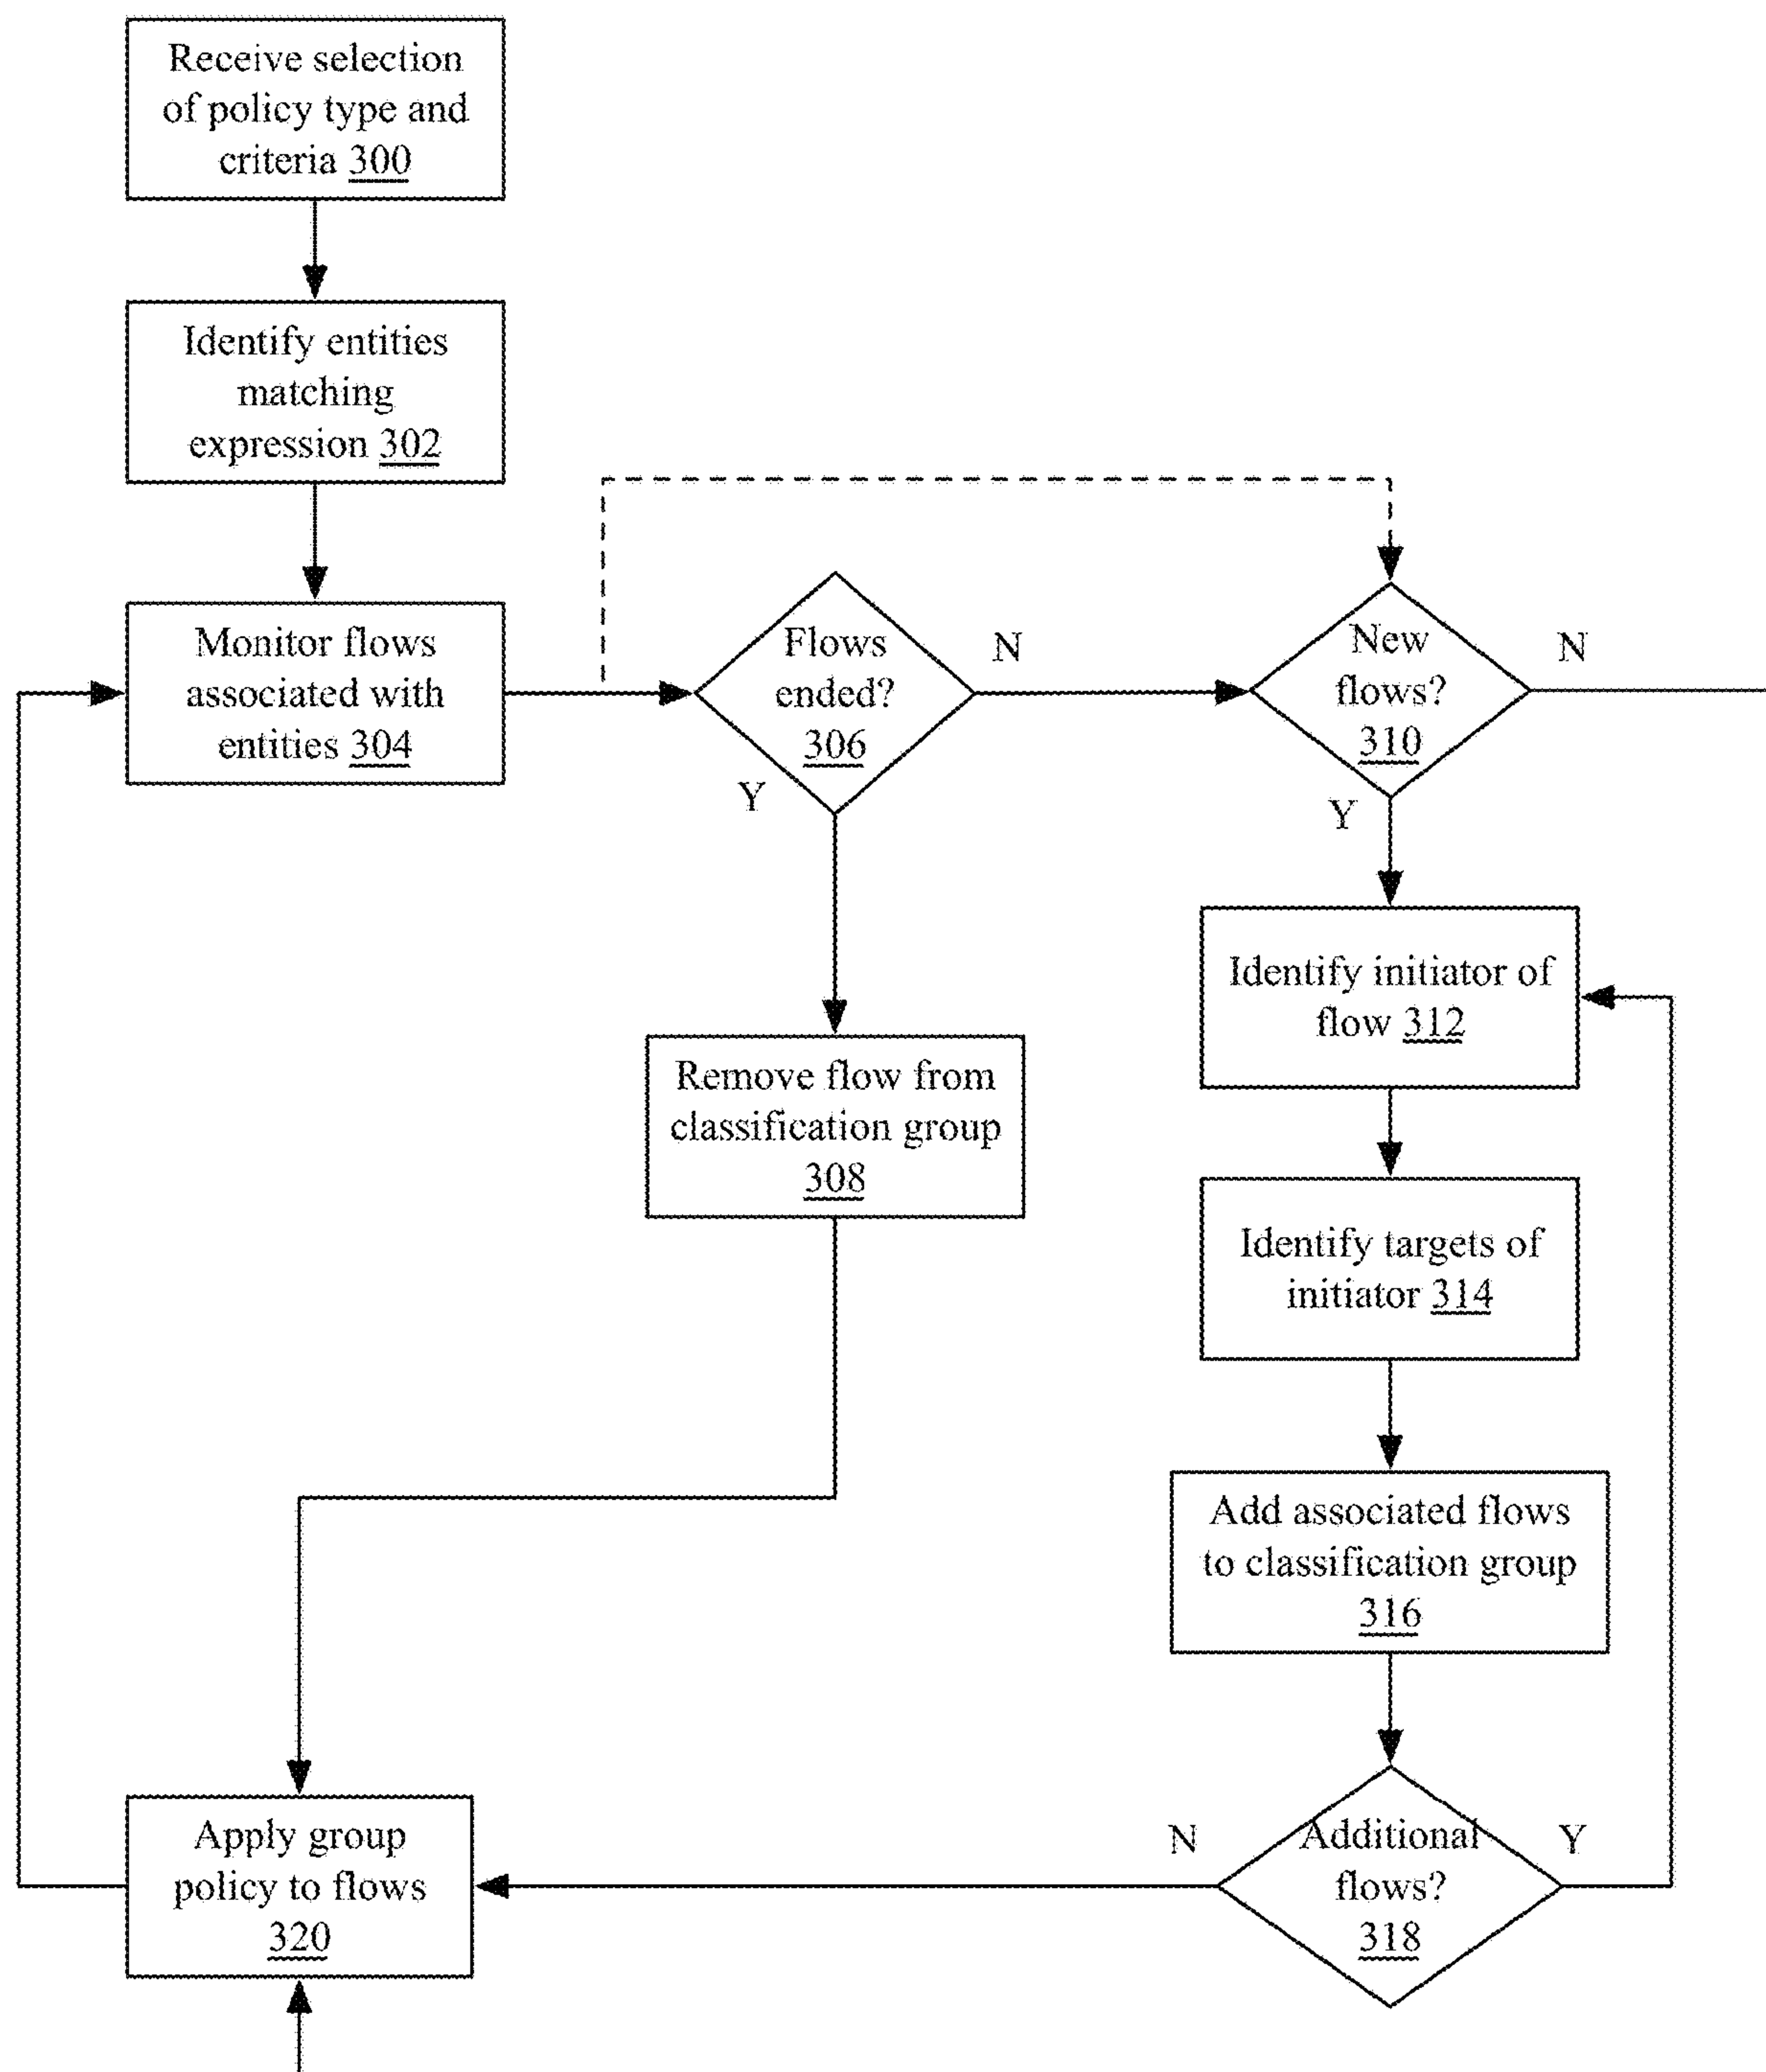 Receive selection
of policy type and
criteria 300
Identify entities
matching
expression 302
Monitor flows
associated with
entities 304
Flows
ended?
306
N
Y
New
flows?
310
N
Y
Identify initiator of
flow 312
Remove flow from
classification group
308
Identify targets of
initiator 314
Add associated flows
to classification group
316
Apply group
policy to flows
320
N
Additional
flows?
318
Y